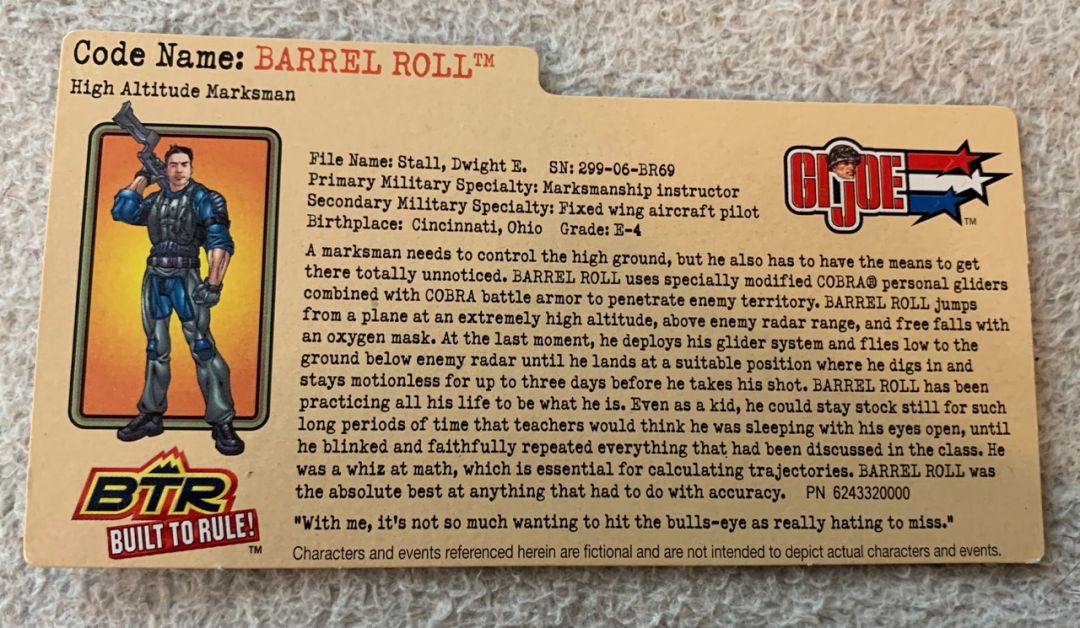 Code Name: BARREL ROLL™
High Altitude Marksman
File Name: Stall, Dwight E. SN: 299-06-BR69
Primary Military Specialty: Marksmanship instructor
Secondary Military Specialty: Fixed wing aircraft pilot
Birthplace: Cincinnati, Ohio Grade: E-4
GI JOE
TM
A marksman needs to control the high ground, but he also has to have the means to get
there totally unnoticed. BARREL ROLL uses specially modified COBRA® personal gliders
combined with COBRA battle armor to penetrate enemy territory. BARREL ROLL jumps
from a plane at an extremely high altitude, above enemy radar range, and free falls with
an oxygen mask. At the last moment, he deploys his glider system and flies low to the
ground below enemy radar until he lands at a suitable position where he digs in and
stays motionless for up to three days before he takes his shot. BARREL ROLL has been
practicing all his life to be what he is. Even as a kid, he could stay stock still for such
long periods of time that teachers would think he was sleeping with his eyes open, until
he blinked and faithfully repeated everything that had been discussed in the class. He
was a whiz at math, which is essential for calculating trajectories. BARREL ROLL was
the absolute best at anything that had to do with accuracy. PN 6243320000
"With me, it's not so much wanting to hit the bulls-eye as really hating to miss."
Characters and events referenced herein are fictional and are not intended to depict actual characters and events.
BTR
BUILT TO RULE!
TM